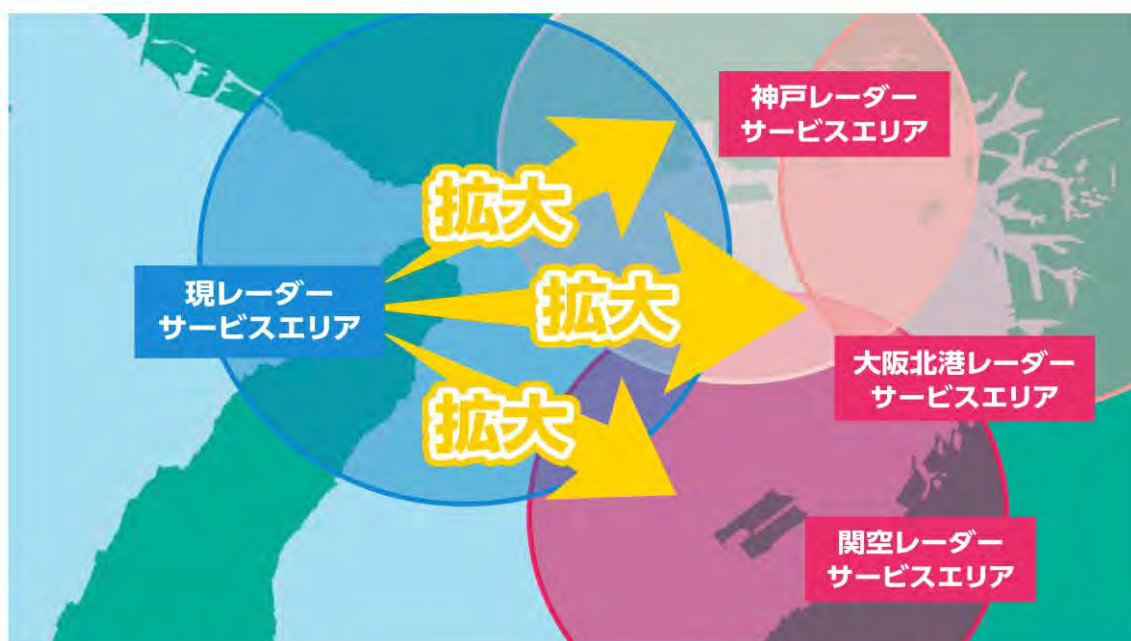 神戸レーダー
サービスエリア
拡大
現レーダー
サービスエリア
拡大
大阪北港レーダー
サービスエリア
拡大
関空レーダー
サービスエリア